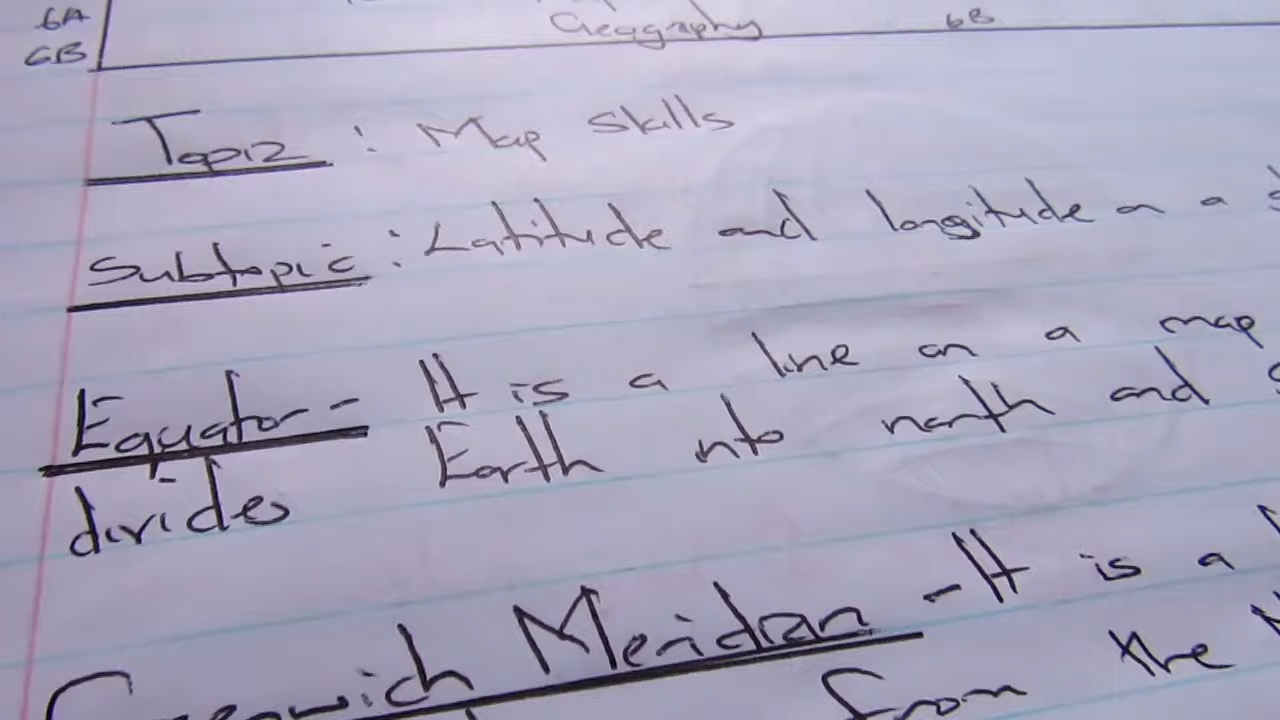 6A
6B
Geography 6B
Topic : Map Skills
Subtopic : Latitude and longitude on a
Equator - It is a line on a map
divides Earth into north and
Greenwich Meridian - It is a
from the